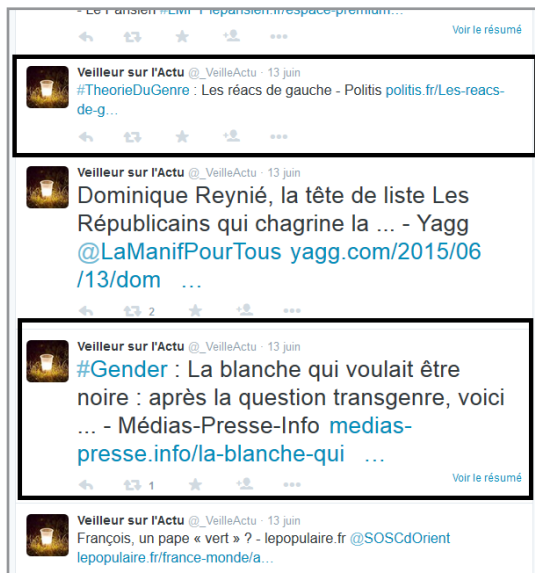 - Le Parisien #LMPT leparisien.fr/espace-premium…
Voir le résumé
Veilleur sur l'Actu @_VeilleActu · 13 juin
#TheorieDuGenre : Les réacs de gauche - Politis politis.fr/Les-reacs-
de-g…
Veilleur sur l'Actu @_VeilleActu · 13 juin
Dominique Reynié, la tête de liste Les
Républicains qui chagrine la ... - Yagg
@LaManifPourTous yagg.com/2015/06
/13/dom …
2
Veilleur sur l'Actu @_VeilleActu · 13 juin
#Gender : La blanche qui voulait être
noire : après la question transgenre, voici
... - Médias-Presse-Info medias-
presse.info/la-blanche-qui …
1
Voir le résumé
Veilleur sur l'Actu @_VeilleActu · 13 juin
François, un pape « vert » ? - lepopulaire.fr @SOSCdOrient
lepopulaire.fr/france-monde/a…